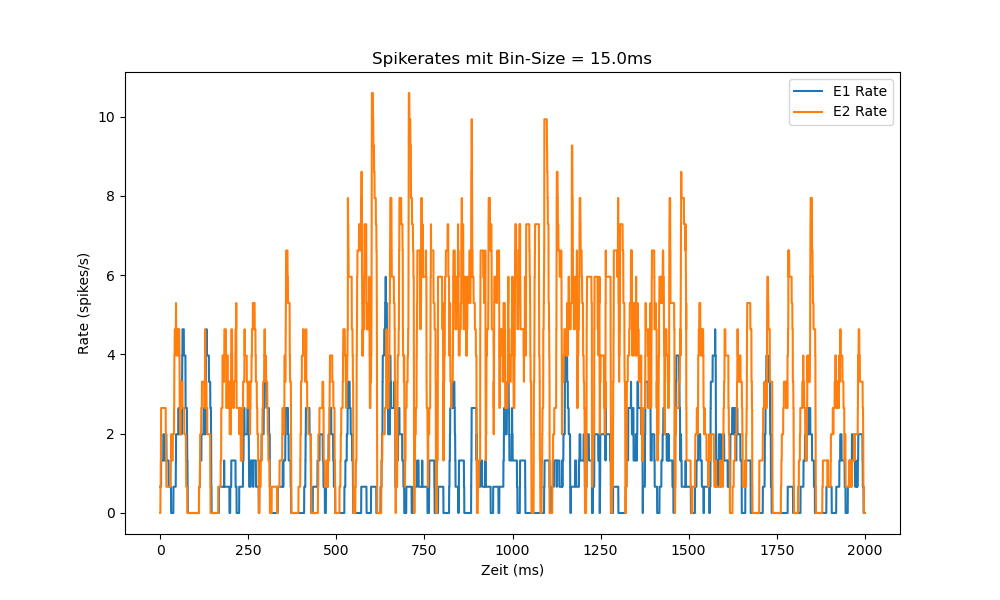 Spikerates mit Bin-Size = 15.0ms
E1 Rate
E2 Rate
Rate (spikes/s)
10
8
6
4
2
0
0 250 500 750 1000 1250 1500 1750 2000
Zeit (ms)